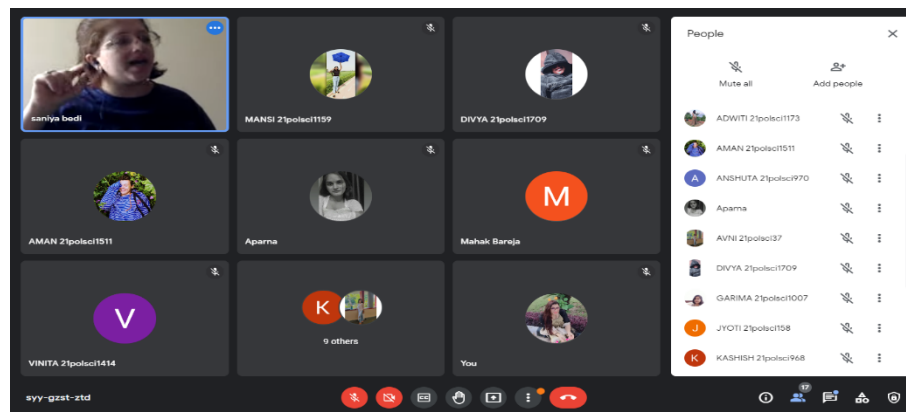 saniya bedi
MANSI 21polsci1159
DIVYA 21polsci1709
AMAN 21polsci1511
Aparna
Mahak Bareja
M
V
VINITA 21polsci1414
K
9 others
You
People
Mute all
Add people
ADWITI 21polsci1173
AMAN 21polsci1511
A
ANSHUTA 21polsci970
Aparna
AVNI 21polsci37
DIVYA 21polsci1709
GARIMA 21polsci1007
J
JYOTI 21polsci158
K
KASHISH 21polsci968
syy-gzst-ztd
CC
17